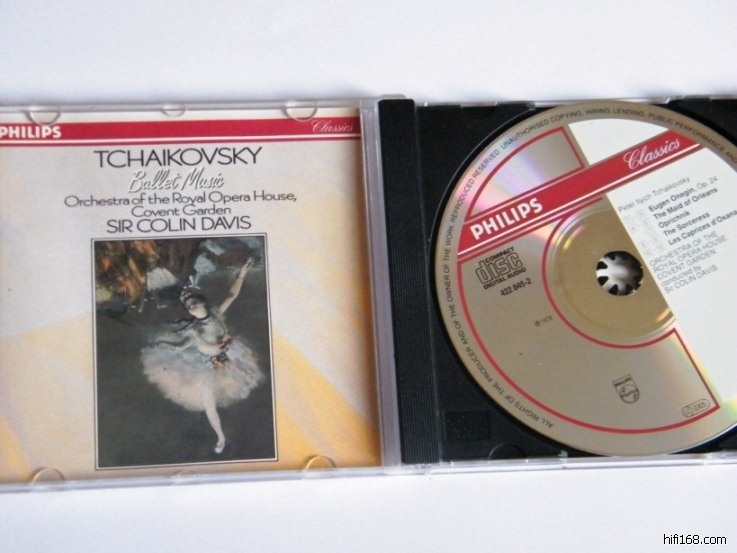 PHILIPS
Classics
TCHAIKOVSKY
Ballet Music
Orchestra of the Royal Opera House,
Covent Garden
SIR COLIN DAVIS
ALL RIGHTS OF THE PRODUCER AND OF THE OWNER OF THE WORK REPRODUCED RESERVED. UNAUTHORISED COPYING, HIRING, LENDING, PUBLIC PERFORMANCE AND
PHILIPS
Classics
COMPACT
disc
DIGITAL AUDIO
422 845-2
Peter Ilyich Tchaikovsky
Eugen Onegin, Op. 24
The Maid of Orleans
Oprichnik
The Sorceress
Les Caprices d'Oxana
ORCHESTRA OF THE
ROYAL OPERA HOUSE
COVENT GARDEN
conducted by
Sir COLIN DAVIS
PHILIPS
hifi168.com